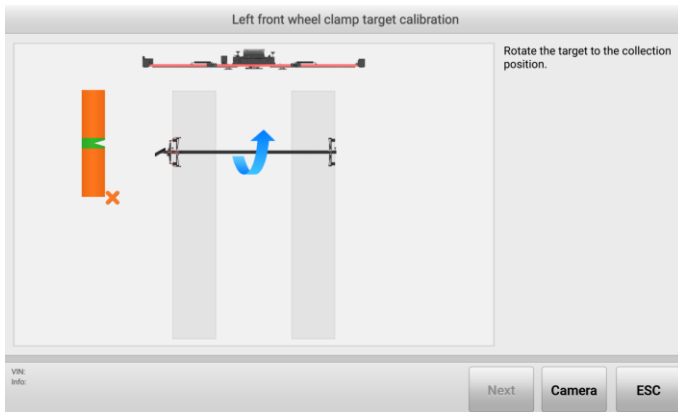 Left front wheel clamp target calibration
Rotate the target to the collection
position.
VIN:
Info:
Next
Camera
ESC